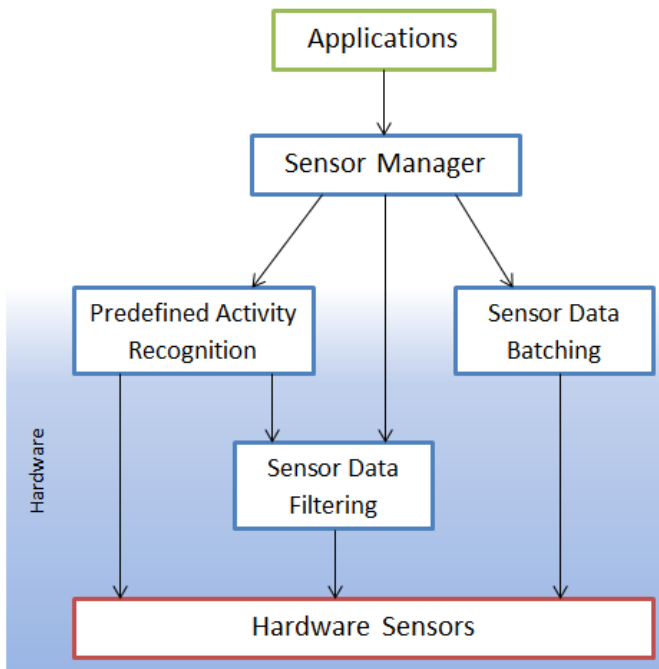 Applications
Sensor Manager
Predefined Activity
Recognition
Sensor Data
Batching
Hardware
Sensor Data
Filtering
Hardware Sensors